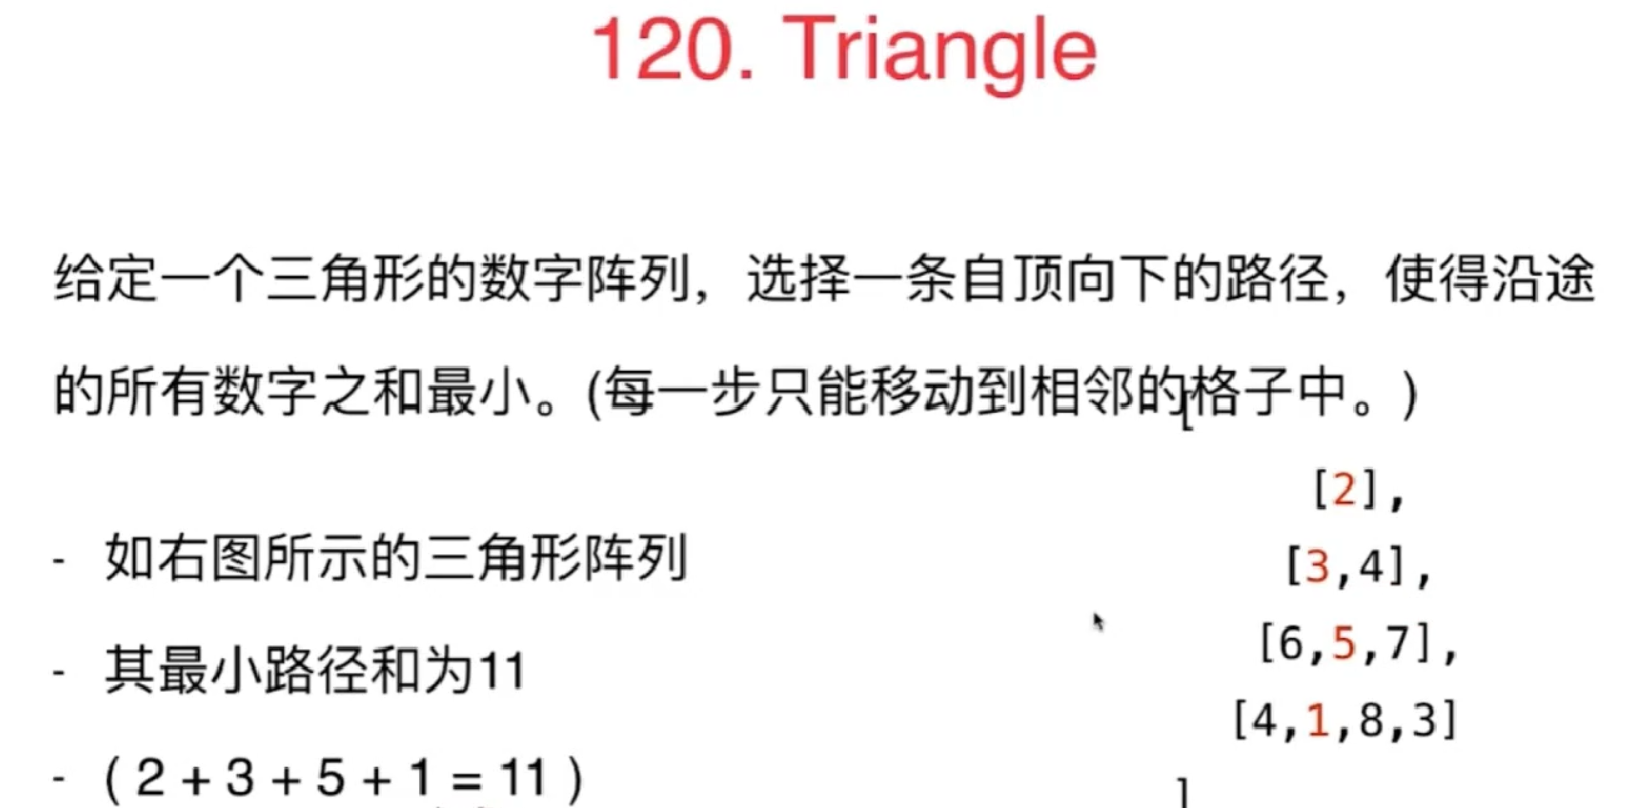 120. Triangle
给定一个三角形的数字阵列，选择一条自顶向下的路径，使得沿途
的所有数字之和最小。(每一步只能移动到相邻的格子中。)
[
[2],
[3,4],
[6,5,7],
[4,1,8,3]
]
- 如右图所示的三角形阵列
- 其最小路径和为11
- ( 2 + 3 + 5 + 1 = 11 )